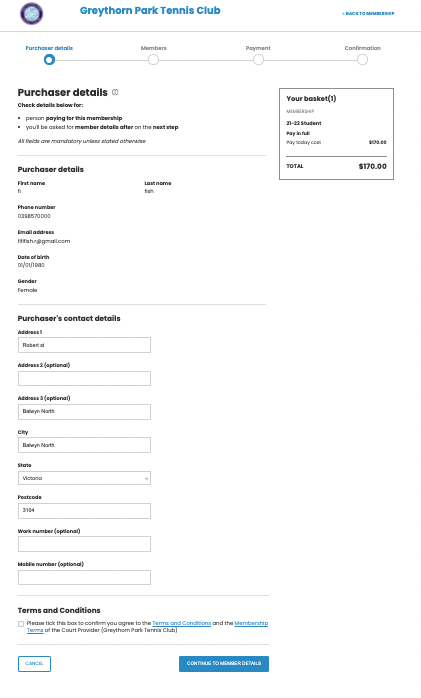 Greythorn Park Tennis Club
< BACK TO MEMBERSHIP
Purchaser details
Members
Payment
Confirmation
Purchaser details
Check details below for:
• person paying for this membership
• you'll be asked for member details after on the next step
All fields are mandatory unless stated otherwise
Your basket(1)
MEMBERSHIP
21-22 Student
Pay in full
Pay today cost $170.00
TOTAL $170.00
Purchaser details
First name Last name
fi fish
Phone number
0398570000
Email address
fififish.r@gmail.com
Date of birth
01/01/1980
Gender
Female
Purchaser's contact details
Address 1
Robert st
Address 2 (optional)
Address 3 (optional)
Balwyn North
City
Balwyn North
State
Victoria
Postcode
3104
Work number (optional)
Mobile number (optional)
Terms and Conditions
Please tick this box to confirm you agree to the Terms and Conditions and the Membership
Terms of the Court Provider (Greythorn Park Tennis Club)
CANCEL
CONTINUE TO MEMBER DETAILS